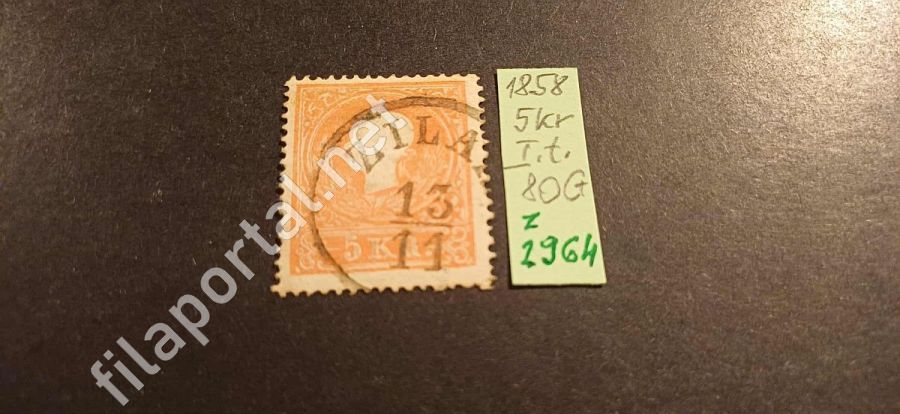 ZILA
13
11
5 KR.
1858
5kr
I.t.
80G
z
2964
filaportal.net